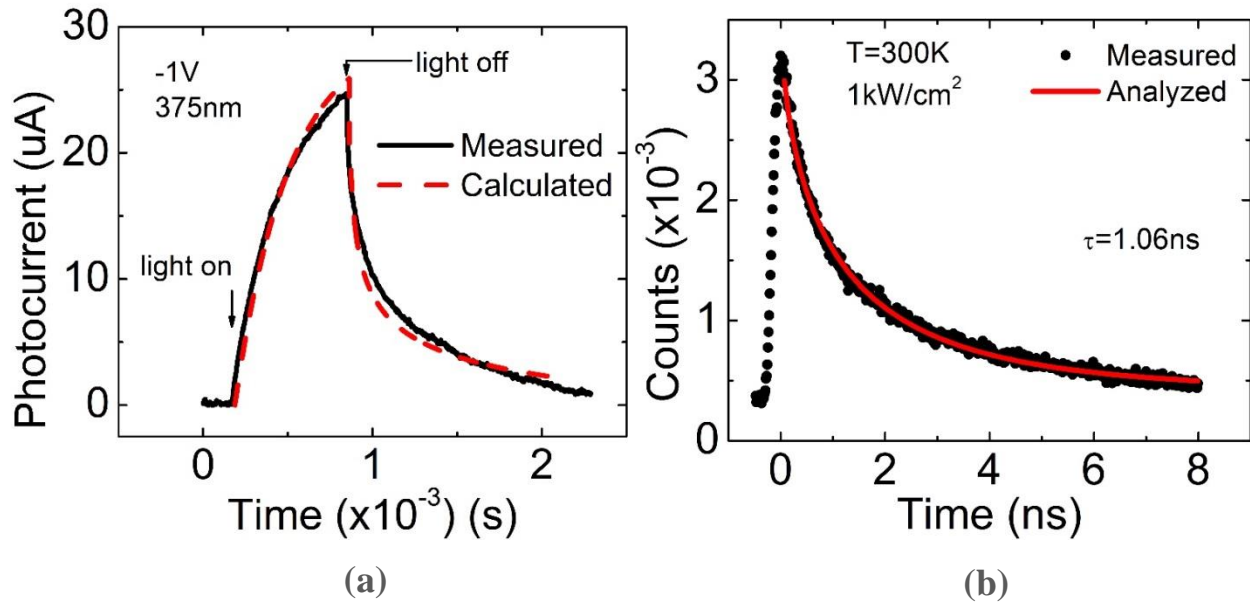 30
20
10
0
0
1
2
Photocurrent (uA)
Time (x10⁻³) (s)
-1V
375nm
light off
light on
Measured
Calculated
(a)
3
2
1
0
0
2
4
6
8
Counts (x10⁻³)
Time (ns)
T=300K
1kW/cm²
Measured
Analyzed
τ=1.06ns
(b)